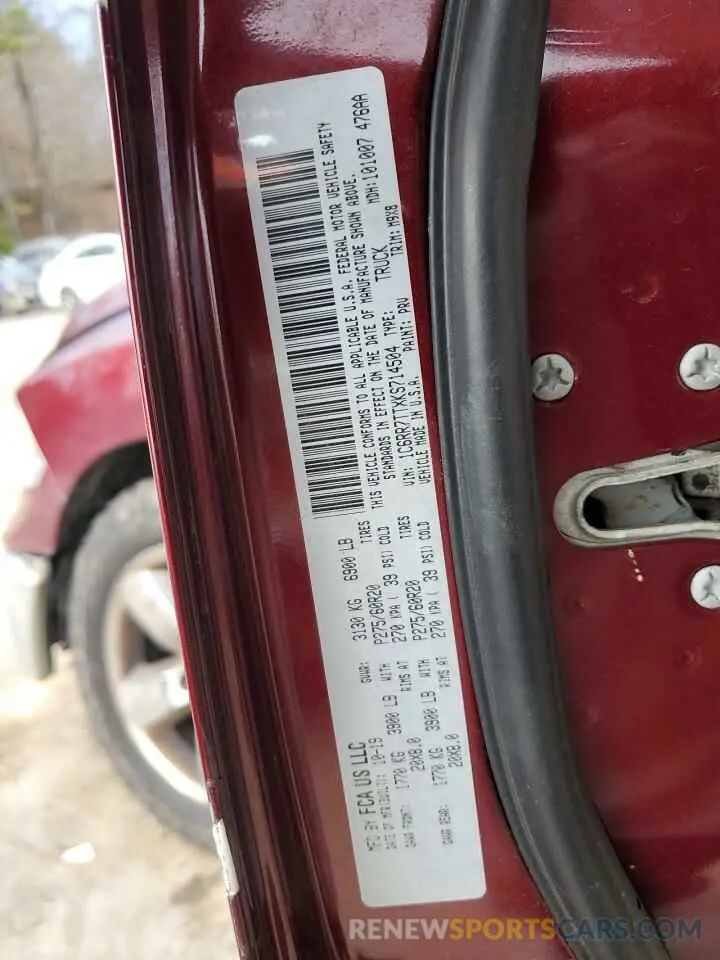 MFD BY FCA US LLC
DATE OF MFR(BUILT): 10-19 GVWR: 3130 KG 6900 LB
GAWR FRONT: 1770 KG 3900 LB WITH P275/60R20 TIRES
20X8.0 RIMS AT 270 KPA ( 39 PSI) COLD
GAWR REAR: 1770 KG 3900 LB WITH P275/60R20 TIRES
20X8.0 RIMS AT 270 KPA ( 39 PSI) COLD
THIS VEHICLE CONFORMS TO ALL APPLICABLE U.S.A. FEDERAL MOTOR VEHICLE SAFETY
STANDARDS IN EFFECT ON THE DATE OF MANUFACTURE SHOWN ABOVE.
VIN: 1C6RR7TTXKS714504 TYPE: TRUCK MDH: 101007 476AA
VEHICLE MADE IN U.S.A. PAINT: PRV TRIM: M9X8
RENEWSPORTSCARS.COM